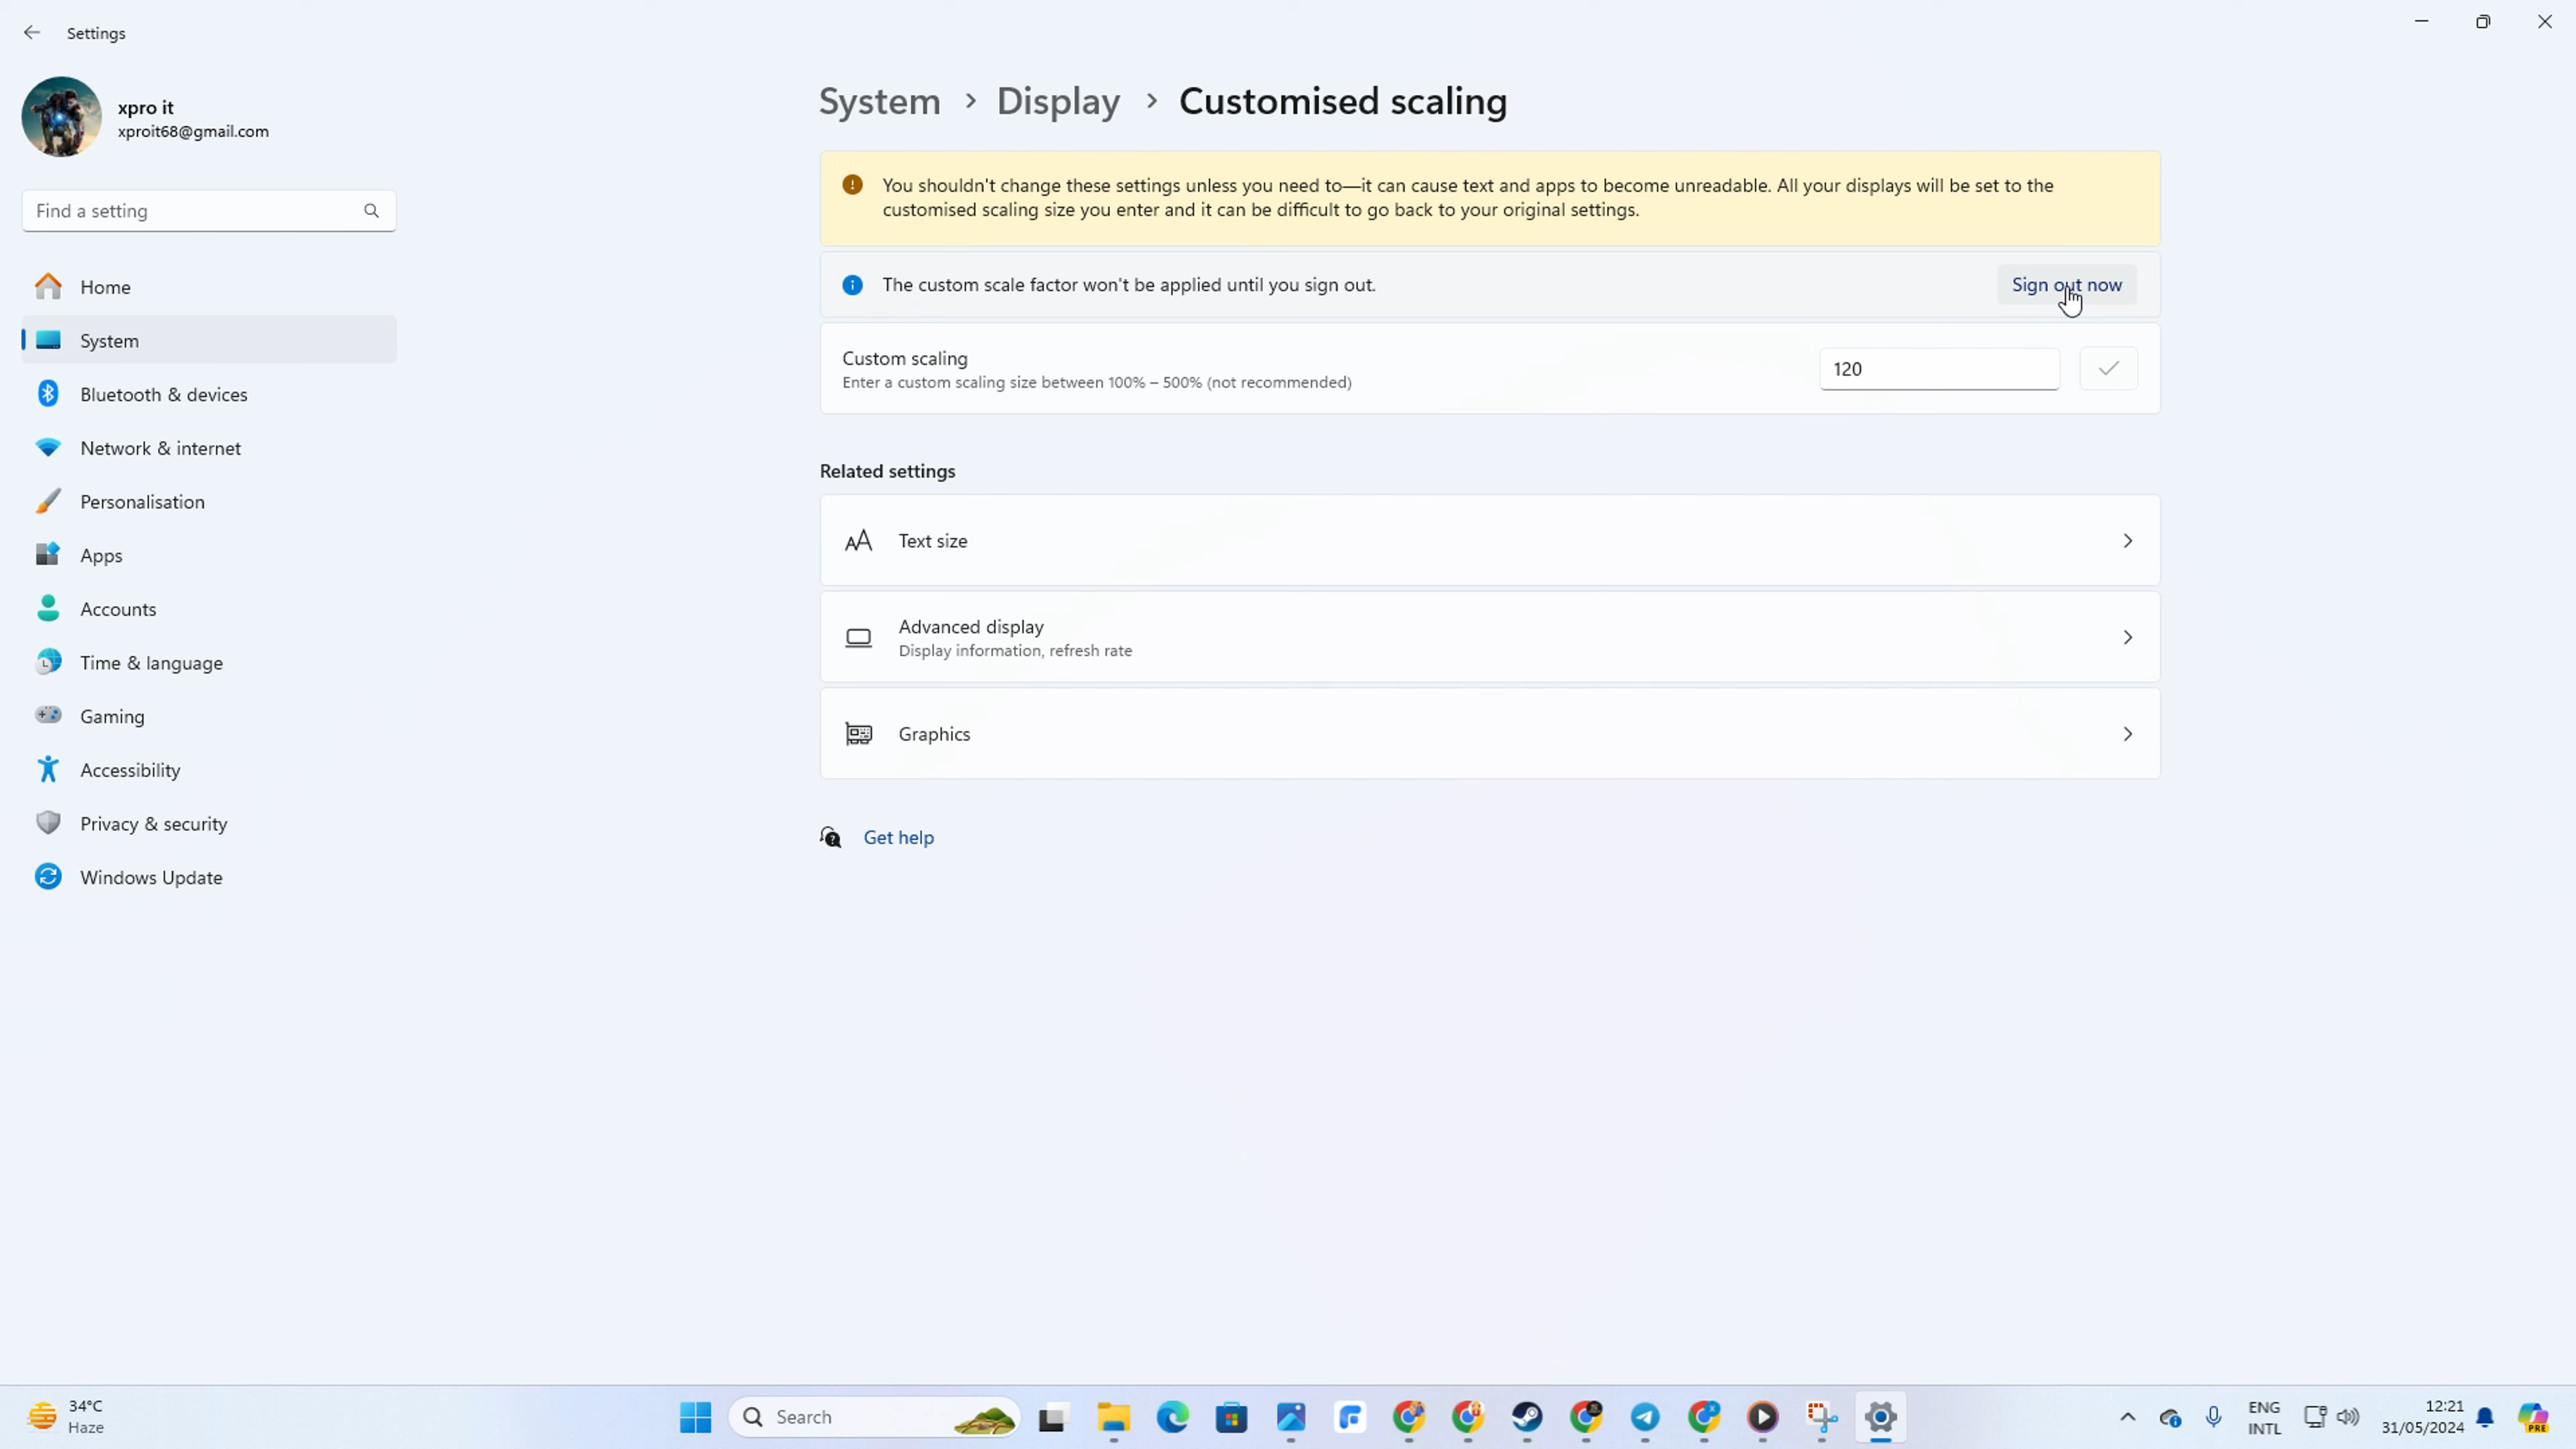 Settings
xpro it
xproit68@gmail.com
Find a setting
Home
System
Bluetooth & devices
Network & internet
Personalisation
Apps
Accounts
Time & language
Gaming
Accessibility
Privacy & security
Windows Update
System > Display > Customised scaling
You shouldn't change these settings unless you need to—it can cause text and apps to become unreadable. All your displays will be set to the
customised scaling size you enter and it can be difficult to go back to your original settings.
The custom scale factor won't be applied until you sign out.
Sign out now
Custom scaling
Enter a custom scaling size between 100% – 500% (not recommended)
120
Related settings
Text size
Advanced display
Display information, refresh rate
Graphics
Get help
34°C
Haze
Search
ENG
INTL
12:21
31/05/2024
PRE